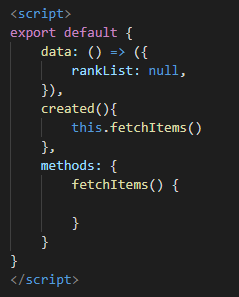 <script>
export default {
    data: () => ({
        rankList: null,
    }),
    created(){
        this.fetchItems()
    },
    methods: {
        fetchItems() {

        }
    }
}
</script>